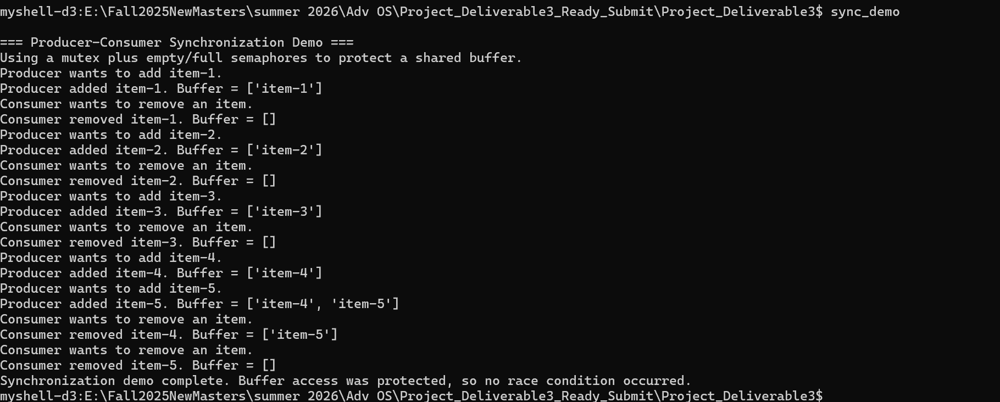 myshell-d3:E:\Fall2025NewMasters\summer 2026\Adv OS\Project_Deliverable3_Ready_Submit\Project_Deliverable3$ sync_demo
=== Producer-Consumer Synchronization Demo ===
Using a mutex plus empty/full semaphores to protect a shared buffer.
Producer wants to add item-1.
Producer added item-1. Buffer = ['item-1']
Consumer wants to remove an item.
Consumer removed item-1. Buffer = []
Producer wants to add item-2.
Producer added item-2. Buffer = ['item-2']
Consumer wants to remove an item.
Consumer removed item-2. Buffer = []
Producer wants to add item-3.
Producer added item-3. Buffer = ['item-3']
Consumer wants to remove an item.
Consumer removed item-3. Buffer = []
Producer wants to add item-4.
Producer added item-4. Buffer = ['item-4']
Producer wants to add item-5.
Producer added item-5. Buffer = ['item-4', 'item-5']
Consumer wants to remove an item.
Consumer removed item-4. Buffer = ['item-5']
Consumer wants to remove an item.
Consumer removed item-5. Buffer = []
Synchronization demo complete. Buffer access was protected, so no race condition occurred.
myshell-d3:E:\Fall2025NewMasters\summer 2026\Adv OS\Project_Deliverable3_Ready_Submit\Project_Deliverable3$